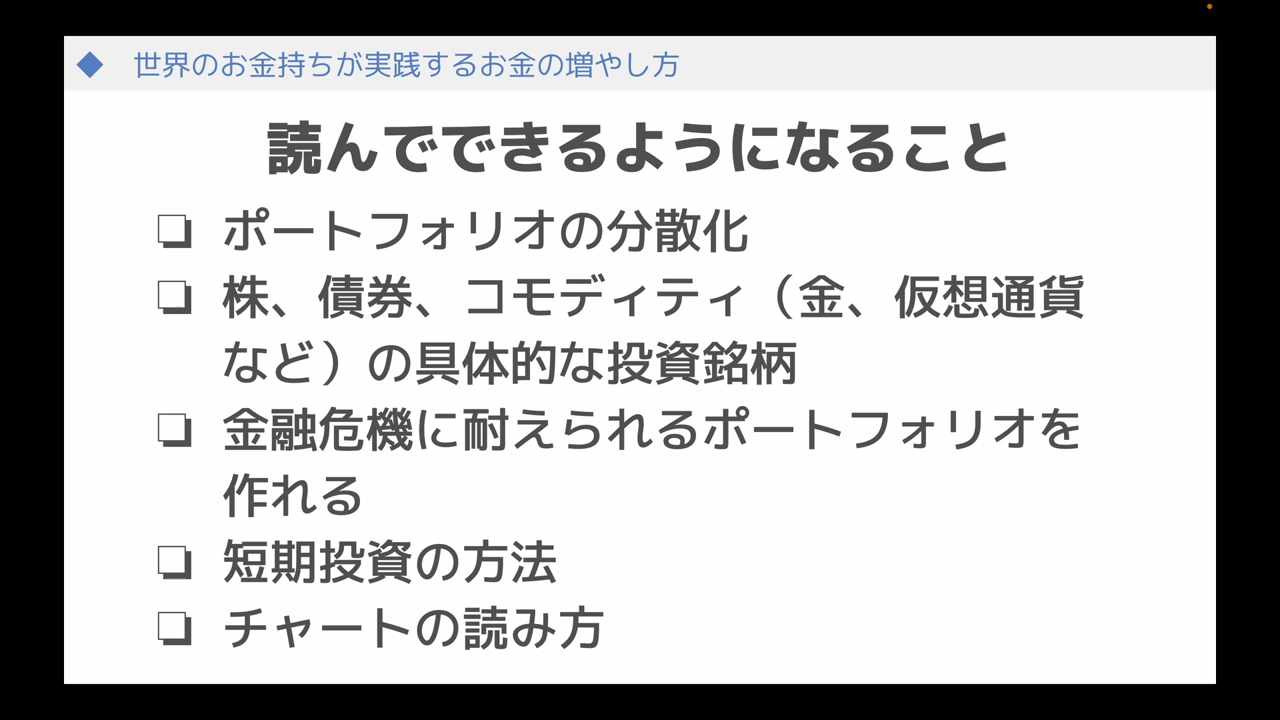 ◆ 世界のお金持ちが実践するお金の増やし方
読んでできるようになること
❏ ポートフォリオの分散化
❏ 株、債券、コモディティ（金、仮想通貨
など）の具体的な投資銘柄
❏ 金融危機に耐えられるポートフォリオを
作れる
❏ 短期投資の方法
❏ チャートの読み方